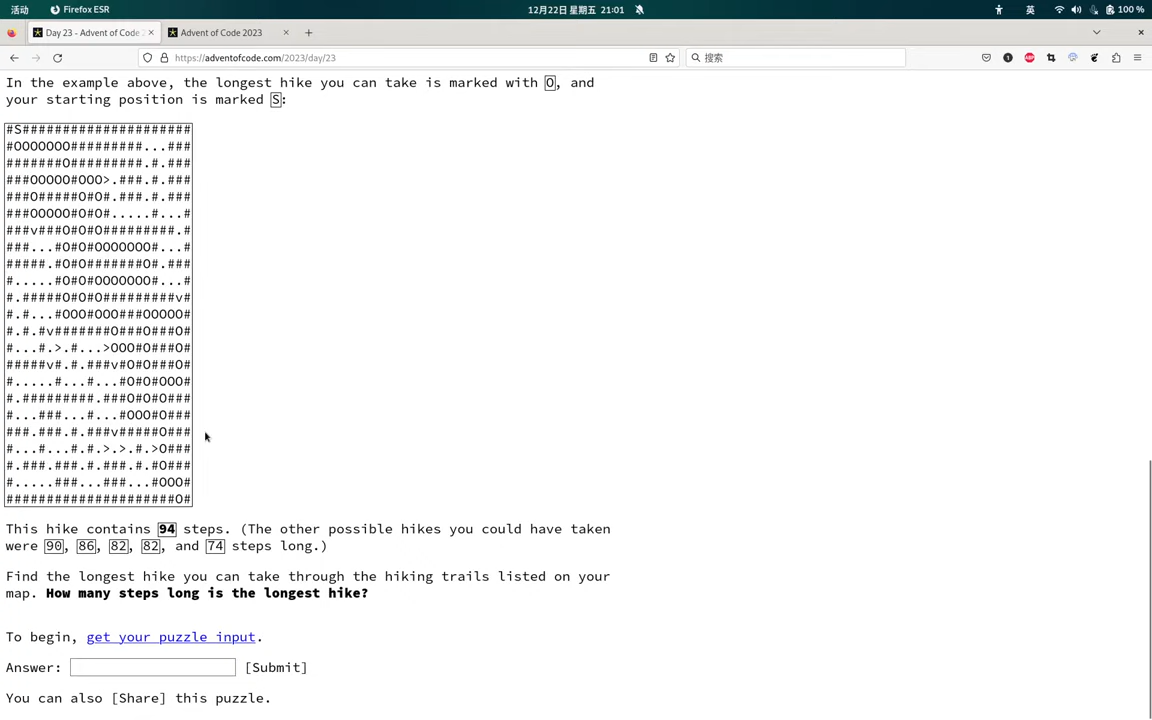 活动 Firefox ESR 12月22日 星期五 21:01 英 100 %
Day 23 - Advent of Code 2 × Advent of Code 2023 × + ×
https://adventofcode.com/2023/day/23 搜索
In the example above, the longest hike you can take is marked with O, and
your starting position is marked S:
#S#####################
#OOOOOOO#########...###
#######O#########.#.###
###OOOOO#OOO>.###.#.###
###O#####O#O#.###.#.###
###OOOOO#O#O#.....#...#
###v###O#O#O#########.#
###...#O#O#OOOOOOO#...#
#####.#O#O#######O#.###
#.....#O#O#OOOOOOO#...#
#.#####O#O#O#########v#
#.#...#OOO#OOO###OOOOO#
#.#.#v#######O###O###O#
#...#.>.#...>OOO#O###O#
#####v#.#.###v#O#O###O#
#.....#...#...#O#O#OOO#
#.#########.###O#O#O###
#...###...#...#OOO#O###
###.###.#.###v#####O###
#...#...#.#.>.>.#.>O###
#.###.###.#.###.#.#O###
#.....###...###...#OOO#
#####################O#
This hike contains 94 steps. (The other possible hikes you could have taken
were 90, 86, 82, 82, and 74 steps long.)
Find the longest hike you can take through the hiking trails listed on your
map. How many steps long is the longest hike?
To begin, get your puzzle input.
Answer: [Submit]
You can also [Share] this puzzle.